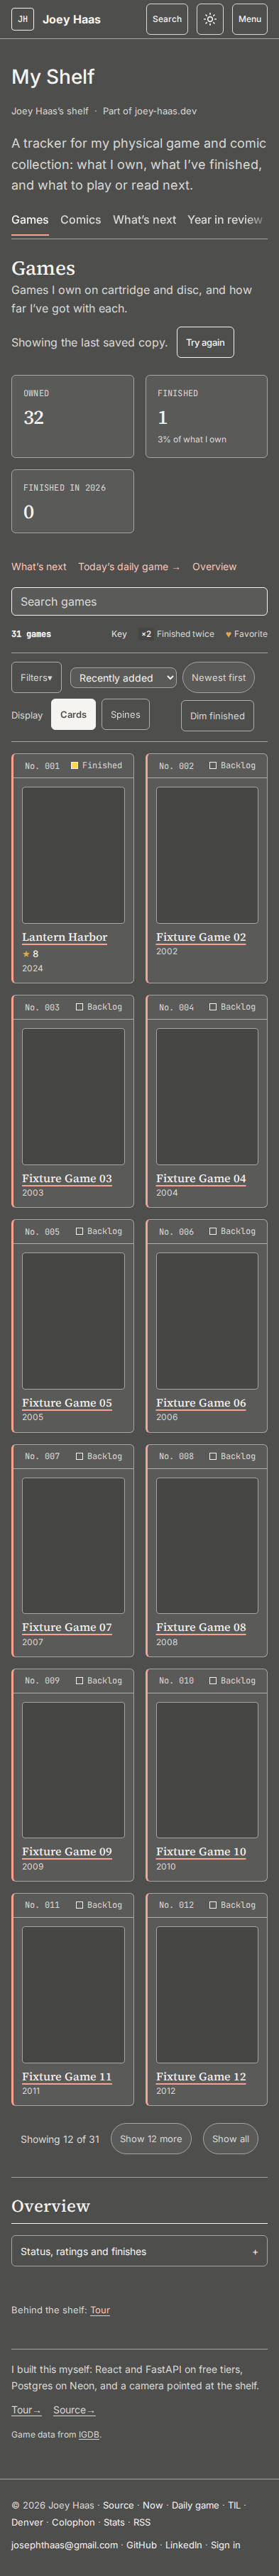 JH Joey Haas Search Menu
My Shelf
Joey Haas’s shelf · Part of joey-haas.dev
A tracker for my physical game and comic
collection: what I own, what I’ve finished,
and what to play or read next.
Games Comics What’s next Year in review
Games
Games I own on cartridge and disc, and how
far I’ve got with each.
Showing the last saved copy. Try again
OWNED
32
FINISHED
1
3% of what I own
FINISHED IN 2026
0
What’s next Today’s daily game → Overview
Search games
31 games Key ×2 Finished twice ♥ Favorite
Filters▾ Recently added Newest first
Display Cards Spines Dim finished
No. 001 Finished
Lantern Harbor
★ 8
2024
No. 002 Backlog
Fixture Game 02
2002
No. 003 Backlog
Fixture Game 03
2003
No. 004 Backlog
Fixture Game 04
2004
No. 005 Backlog
Fixture Game 05
2005
No. 006 Backlog
Fixture Game 06
2006
No. 007 Backlog
Fixture Game 07
2007
No. 008 Backlog
Fixture Game 08
2008
No. 009 Backlog
Fixture Game 09
2009
No. 010 Backlog
Fixture Game 10
2010
No. 011 Backlog
Fixture Game 11
2011
No. 012 Backlog
Fixture Game 12
2012
Showing 12 of 31 Show 12 more Show all
Overview
Status, ratings and finishes +
Behind the shelf: Tour
I built this myself: React and FastAPI on free tiers,
Postgres on Neon, and a camera pointed at the shelf.
Tour→ Source→
Game data from IGDB.
© 2026 Joey Haas · Source · Now · Daily game · TIL ·
Denver · Colophon · Stats · RSS
josephthaas@gmail.com · GitHub · LinkedIn · Sign in